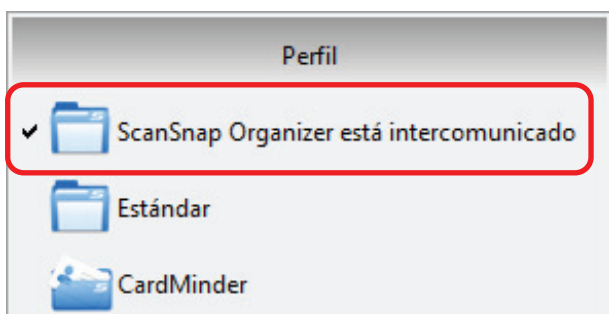 Perfil
ScanSnap Organizer está intercomunicado
Estándar
CardMinder